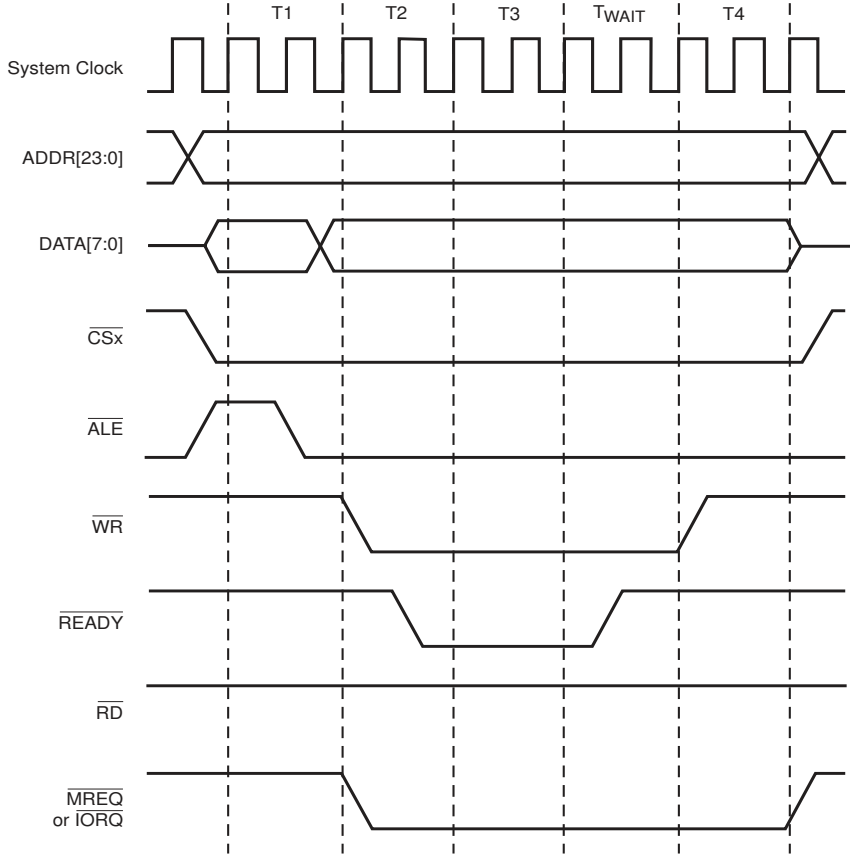 T1 T2 T3 TWAIT T4
System Clock
ADDR[23:0]
DATA[7:0]
CSx
ALE
WR
READY
RD
MREQ
or IORQ